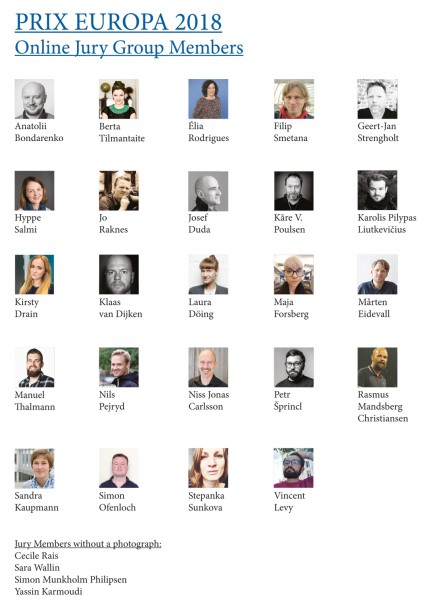 PRIX EUROPA 2018
Online Jury Group Members
Anatolii
Bondarenko
Berta
Tilmantaite
Élia
Rodrigues
Filip
Smetana
Geert-Jan
Strengholt
Hyppe
Salmi
Jo
Raknes
Josef
Duda
Kåre V.
Poulsen
Karolis Pilypas
Liutkevičius
Kirsty
Drain
Klaas
van Dijken
Laura
Döing
Maja
Forsberg
Mårten
Eidevall
Manuel
Thalmann
Nils
Pejryd
Niss Jonas
Carlsson
Petr
Šprincl
Rasmus
Mandsberg
Christiansen
Sandra
Kaupmann
Simon
Ofenloch
Stepanka
Sunkova
Vincent
Levy
Jury Members without a photograph:
Cecile Rais
Sara Wallin
Simon Munkholm Philipsen
Yassin Karmoudi